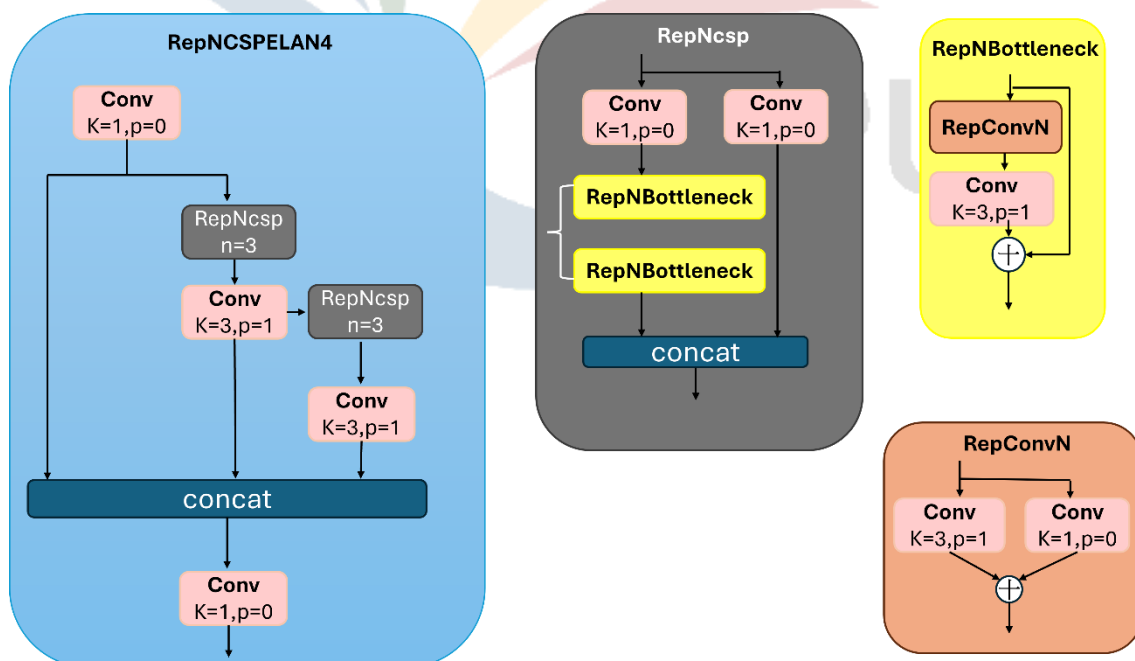 RepNCSPELAN4
Conv
K=1,p=0
RepNcsp
n=3
Conv
K=3,p=1
RepNcsp
n=3
Conv
K=3,p=1
concat
Conv
K=1,p=0
RepNcsp
Conv
K=1,p=0
Conv
K=1,p=0
RepNBottleneck
RepNBottleneck
concat
RepNBottleneck
RepConvN
Conv
K=3,p=1
RepConvN
Conv
K=3,p=1
Conv
K=1,p=0